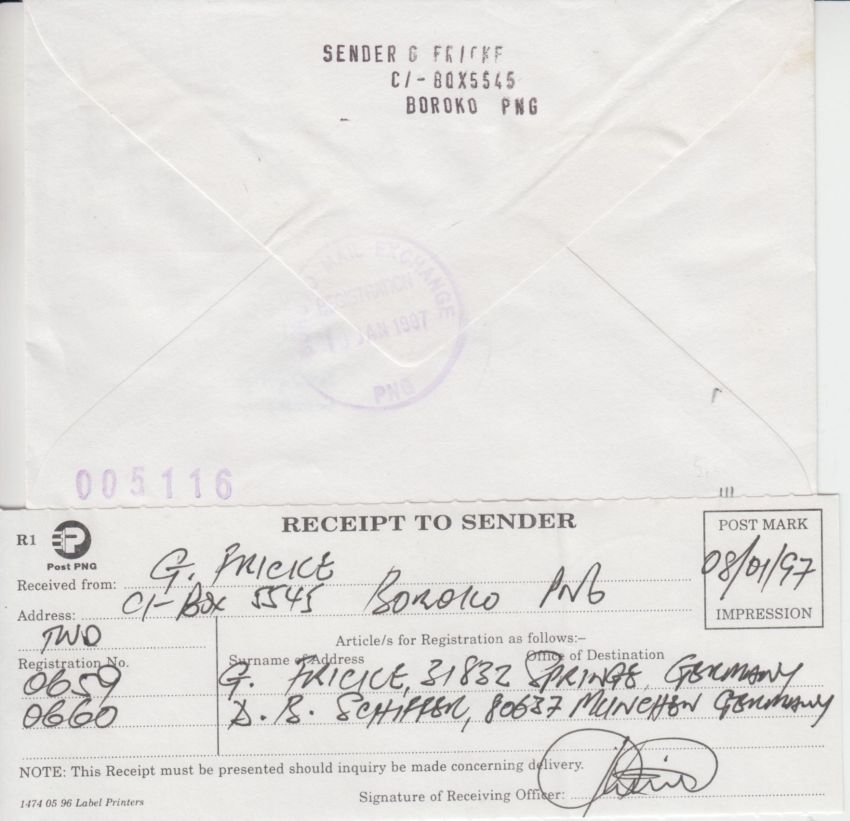 SENDER G FRICKE
C/- BOX5545
BOROKO PNG
MAIL EXCHANGE
REGISTRATION
JAN 1997
PNG
005116
RECEIPT TO SENDER
POST MARK
R1
Post PNG
08/01/97
Received from: G. FRICKE
Address: C/- Box 5545 BOROKO PNG
IMPRESSION
TWO
Article/s for Registration as follows:–
Registration No. Surname of Address Office of Destination
0659 G. FRICKE, 31832 SPRINGE, GERMANY
0660 D. B. SCHIFFER, 80637 MUNCHEN GERMANY
NOTE: This Receipt must be presented should inquiry be made concerning delivery.
Signature of Receiving Officer:
1474 05 96 Label Printers